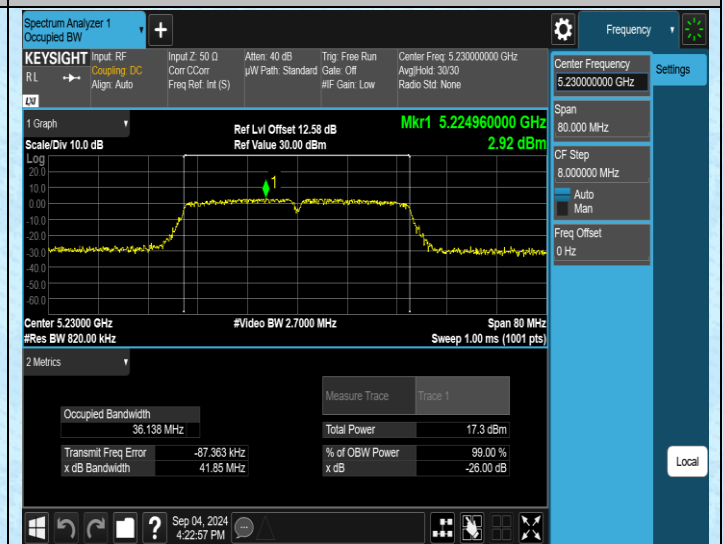 Spectrum Analyzer 1
Occupied BW
+
Frequency
KEYSIGHT
R L
LXI
Input: RF
Coupling: DC
Align: Auto
Input Z: 50 Ω
Corr CCorr
Freq Ref: Int (S)
Atten: 40 dB
µW Path: Standard
Trig: Free Run
Gate: Off
#IF Gain: Low
Center Freq: 5.230000000 GHz
Avg|Hold: 30/30
Radio Std: None
Center Frequency
5.230000000 GHz
Settings
Span
80.000 MHz
CF Step
8.000000 MHz
Auto
Man
Freq Offset
0 Hz
1 Graph
Scale/Div 10.0 dB
Ref Lvl Offset 12.58 dB
Ref Value 30.00 dBm
Mkr1 5.224960000 GHz
2.92 dBm
Log
20.0
10.0
0.00
-10.0
-20.0
-30.0
-40.0
-50.0
-60.0
1
Center 5.23000 GHz
#Res BW 820.00 kHz
#Video BW 2.7000 MHz
Span 80 MHz
Sweep 1.00 ms (1001 pts)
2 Metrics
Measure Trace
Trace 1
Occupied Bandwidth
36.138 MHz
Total Power 17.3 dBm
Transmit Freq Error -87.363 kHz
% of OBW Power 99.00 %
x dB Bandwidth 41.85 MHz
x dB -26.00 dB
Local
?
Sep 04, 2024
4:22:57 PM